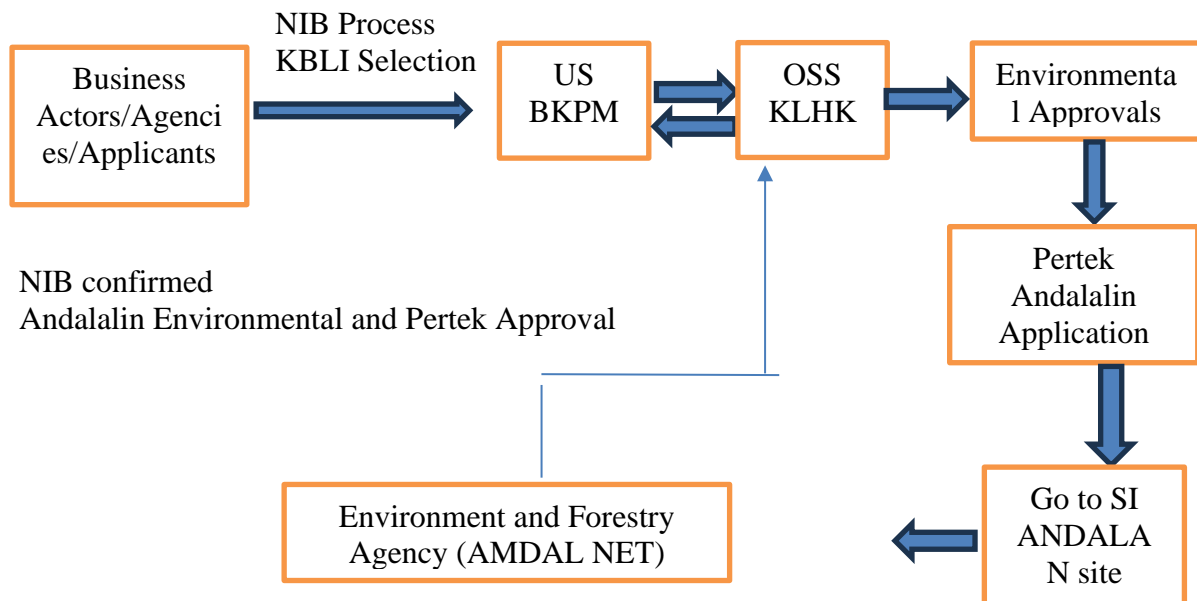 NIB Process
KBLI Selection
Business
Actors/Agenci
es/Applicants
US
BKPM
OSS
KLHK
Environmenta
l Approvals
NIB confirmed
Andalalin Environmental and Pertek Approval
Pertek
Andalalin
Application
Environment and Forestry
Agency (AMDAL NET)
Go to SI
ANDALA
N site